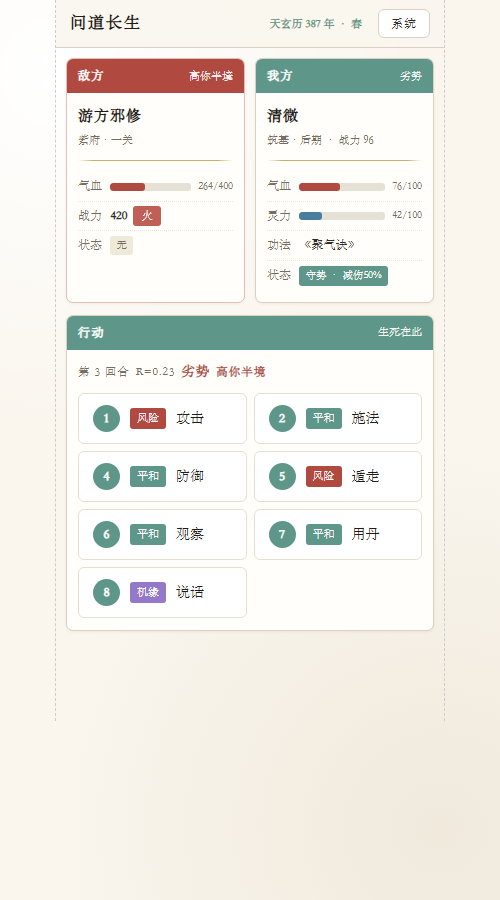 问道长生
天玄历 387 年 · 春
系统
敌方
高你半境
游方邪修
紫府 · 一关
气血 264/400
战力 420 火
状态 无
我方
劣势
清微
筑基 · 后期 · 战力 96
气血 76/100
灵力 42/100
功法 《聚气诀》
状态 守势 · 减伤50%
行动
生死在此
第 3 回合 R=0.23 劣势 高你半境
1 风险 攻击
2 平和 施法
4 平和 防御
5 风险 遁走
6 平和 观察
7 平和 用丹
8 机缘 说话